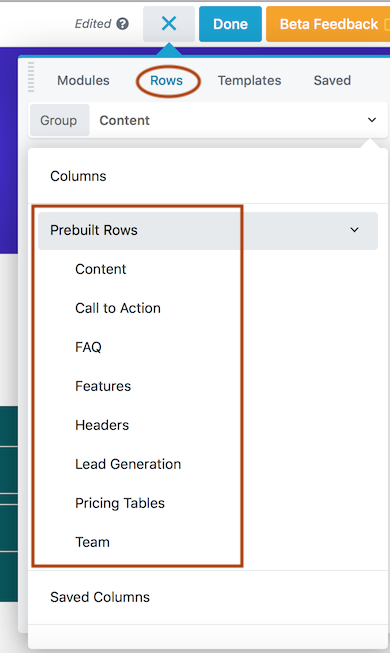 Edited ? Done Beta Feedback
Modules Rows Templates Saved
Group Content
Columns
Prebuilt Rows
Content
Call to Action
FAQ
Features
Headers
Lead Generation
Pricing Tables
Team
Saved Columns